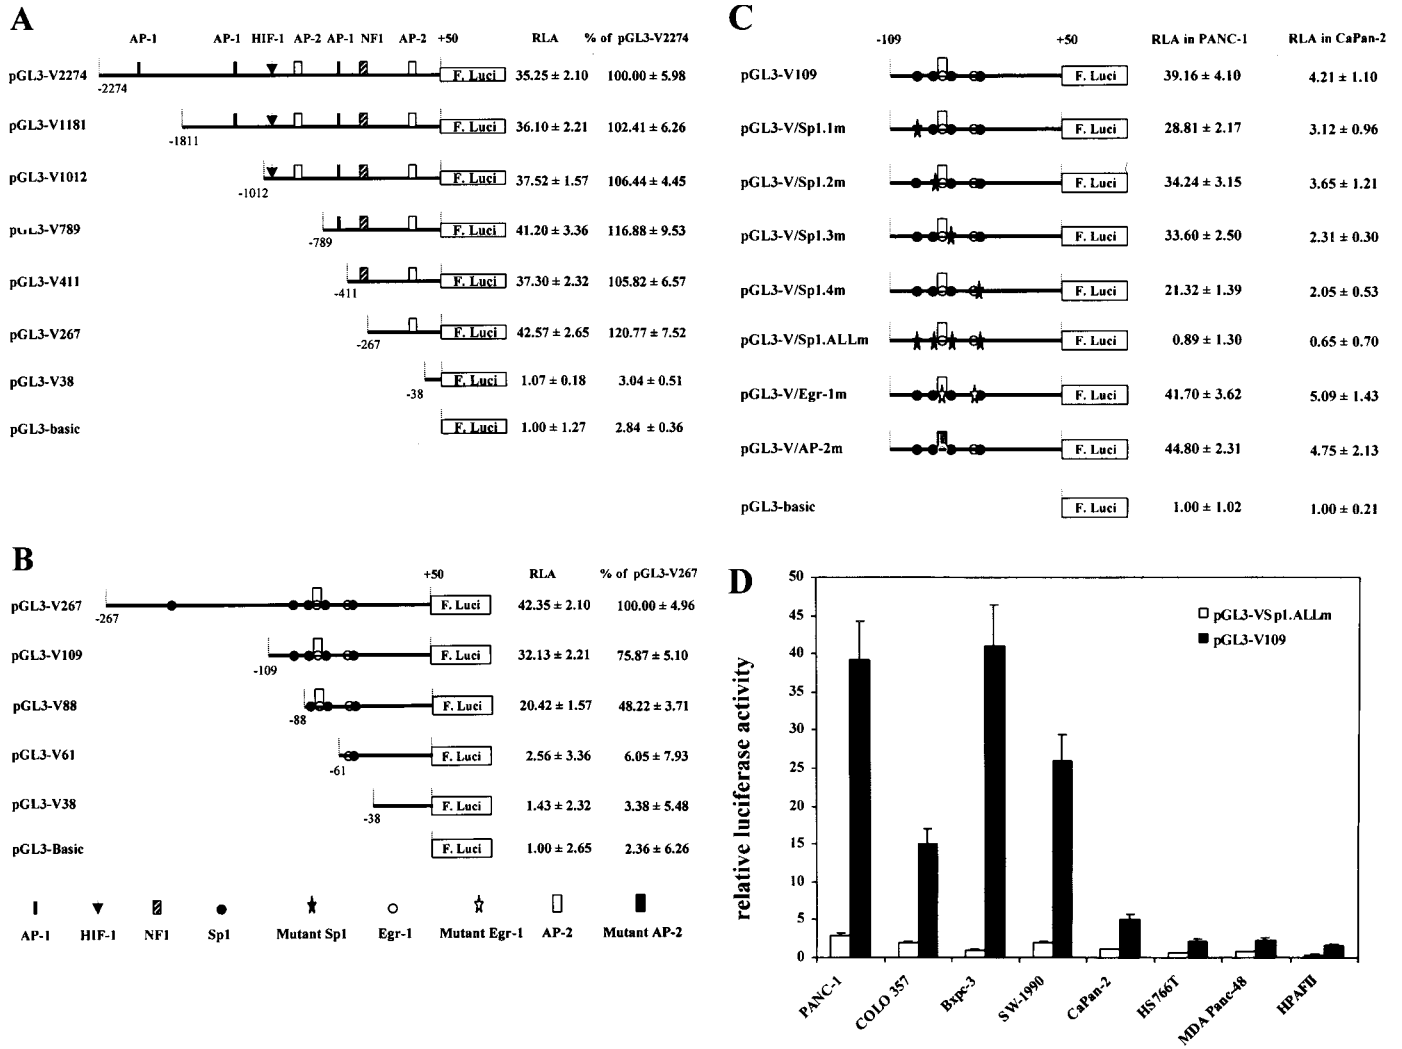 A
AP-1 AP-1 HIF-1 AP-2 AP-1 NF1 AP-2 +50 RLA % of pGL3-V2274
pGL3-V2274 -2274 F. Luci 35.25 ± 2.10 100.00 ± 5.98
pGL3-V1181 -1811 F. Luci 36.10 ± 2.21 102.41 ± 6.26
pGL3-V1012 -1012 F. Luci 37.52 ± 1.57 106.44 ± 4.45
pGL3-V789 -789 F. Luci 41.20 ± 3.36 116.88 ± 9.53
pGL3-V411 -411 F. Luci 37.30 ± 2.32 105.82 ± 6.57
pGL3-V267 -267 F. Luci 42.57 ± 2.65 120.77 ± 7.52
pGL3-V38 -38 F. Luci 1.07 ± 0.18 3.04 ± 0.51
pGL3-basic F. Luci 1.00 ± 1.27 2.84 ± 0.36
B
+50 RLA % of pGL3-V267
pGL3-V267 -267 F. Luci 42.35 ± 2.10 100.00 ± 4.96
pGL3-V109 -109 F. Luci 32.13 ± 2.21 75.87 ± 5.10
pGL3-V88 -88 F. Luci 20.42 ± 1.57 48.22 ± 3.71
pGL3-V61 -61 F. Luci 2.56 ± 3.36 6.05 ± 7.93
pGL3-V38 -38 F. Luci 1.43 ± 2.32 3.38 ± 5.48
pGL3-Basic F. Luci 1.00 ± 2.65 2.36 ± 6.26
AP-1 HIF-1 NF1 Sp1 Mutant Sp1 Egr-1 Mutant Egr-1 AP-2 Mutant AP-2
C
-109 +50 RLA in PANC-1 RLA in CaPan-2
pGL3-V109 F. Luci 39.16 ± 4.10 4.21 ± 1.10
pGL3-V/Sp1.1m F. Luci 28.81 ± 2.17 3.12 ± 0.96
pGL3-V/Sp1.2m F. Luci 34.24 ± 3.15 3.65 ± 1.21
pGL3-V/Sp1.3m F. Luci 33.60 ± 2.50 2.31 ± 0.30
pGL3-V/Sp1.4m F. Luci 21.32 ± 1.39 2.05 ± 0.53
pGL3-V/Sp1.ALLm F. Luci 0.89 ± 1.30 0.65 ± 0.70
pGL3-V/Egr-1m F. Luci 41.70 ± 3.62 5.09 ± 1.43
pGL3-V/AP-2m F. Luci 44.80 ± 2.31 4.75 ± 2.13
pGL3-basic F. Luci 1.00 ± 1.02 1.00 ± 0.21
D
relative luciferase activity
50
45
40
35
30
25
20
15
10
5
0
pGL3-VSp1.ALLm
pGL3-V109
PANC-1 COLO 357 Bxpc-3 SW-1990 CaPan-2 HS766T MDA Panc-48 HPAFII